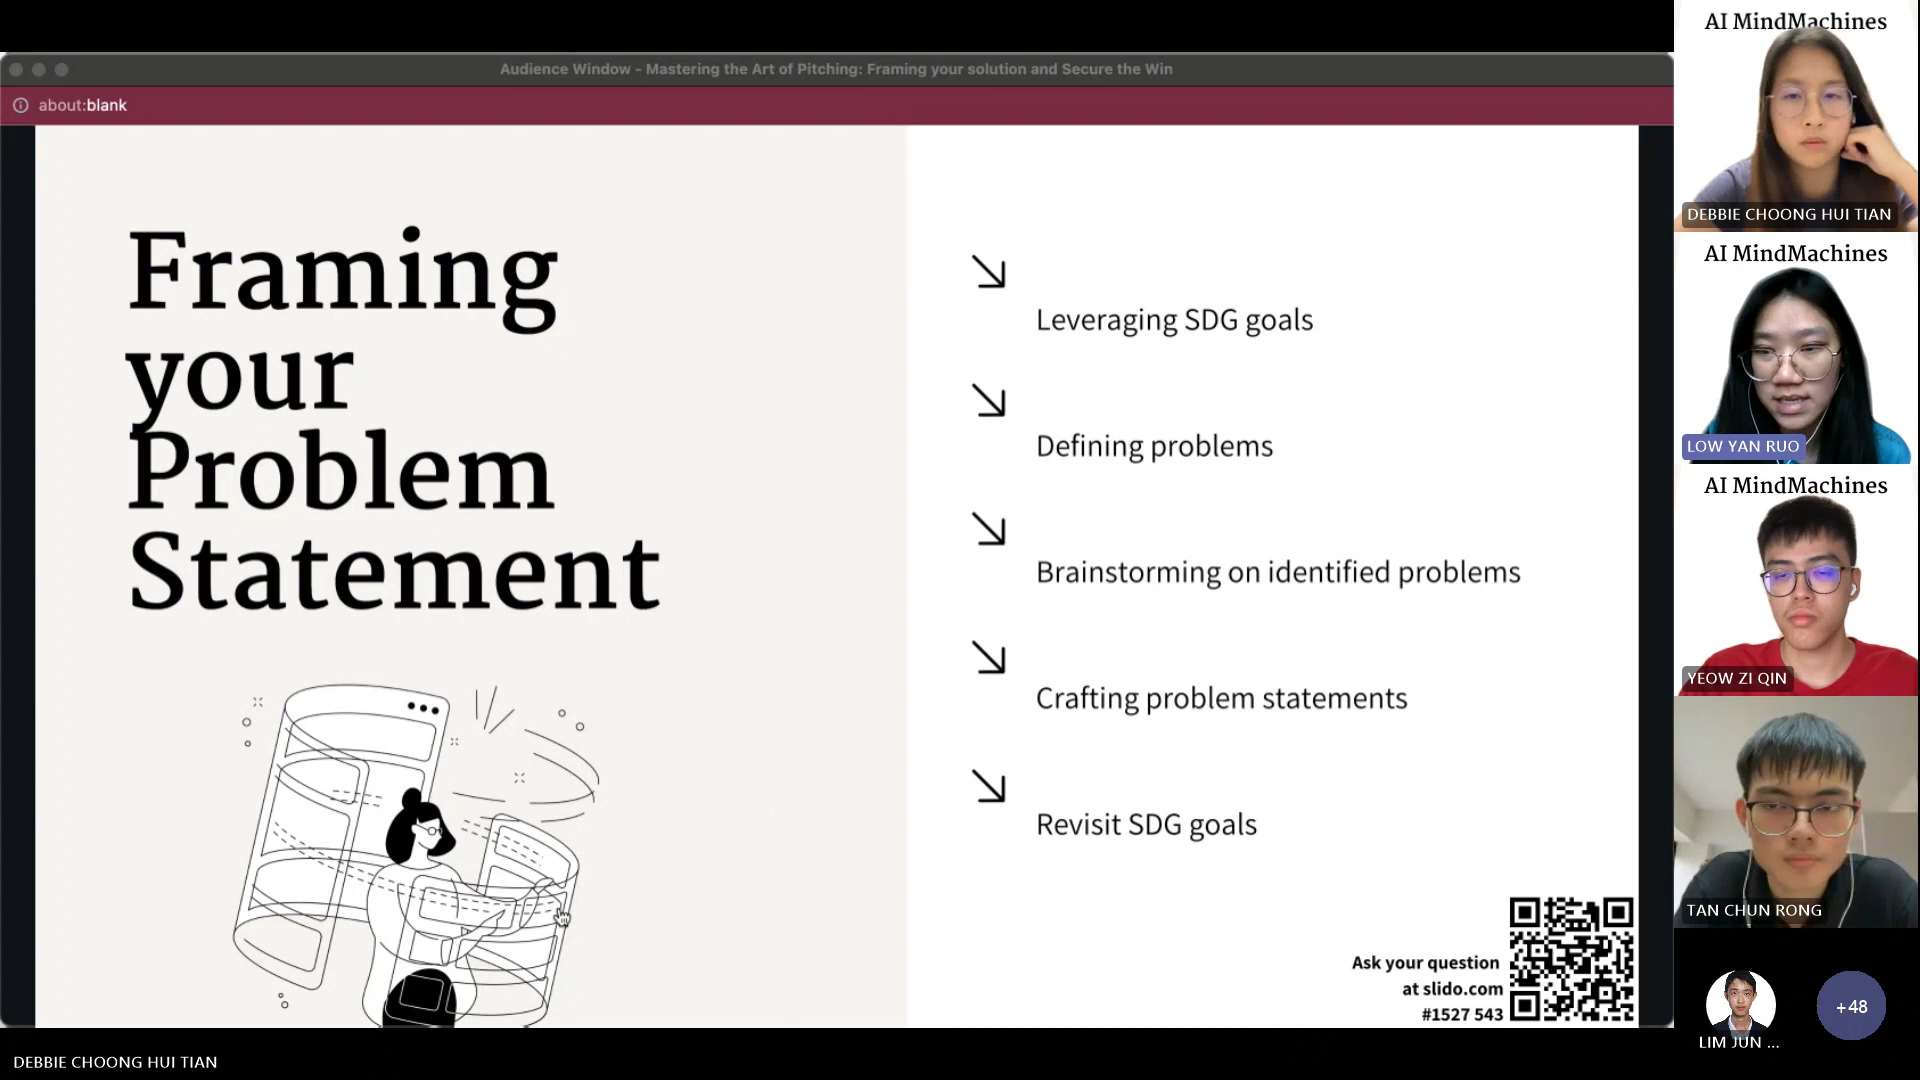 Audience Window - Mastering the Art of Pitching: Framing your solution and Secure the Win
about:blank
Framing
your
Problem
Statement
Leveraging SDG goals
Defining problems
Brainstorming on identified problems
Crafting problem statements
Revisit SDG goals
Ask your question
at slido.com
#1527 543
AI MindMachines
DEBBIE CHOONG HUI TIAN
AI MindMachines
LOW YAN RUO
AI MindMachines
YEOW ZI QIN
TAN CHUN RONG
LIM JUN ...
+48
DEBBIE CHOONG HUI TIAN